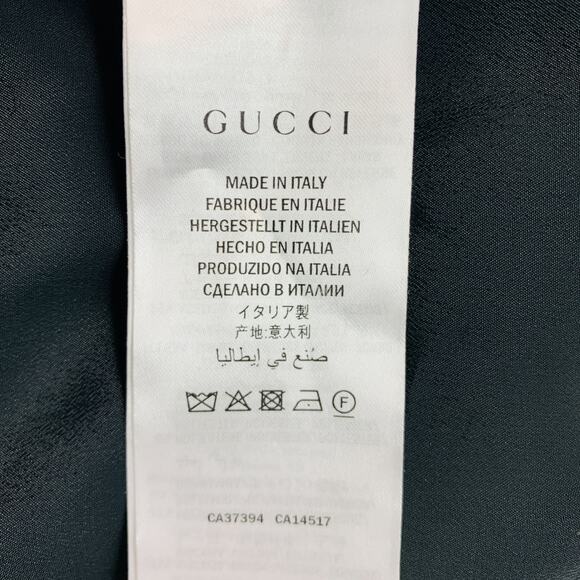 GUCCI
MADE IN ITALY
FABRIQUE EN ITALIE
HERGESTELLT IN ITALIEN
HECHO EN ITALIA
PRODUZIDO NA ITALIA
СДЕЛАНО В ИТАЛИИ
イタリア製
产地:意大利
صُنع في إيطاليا
F
CA37394 CA14517